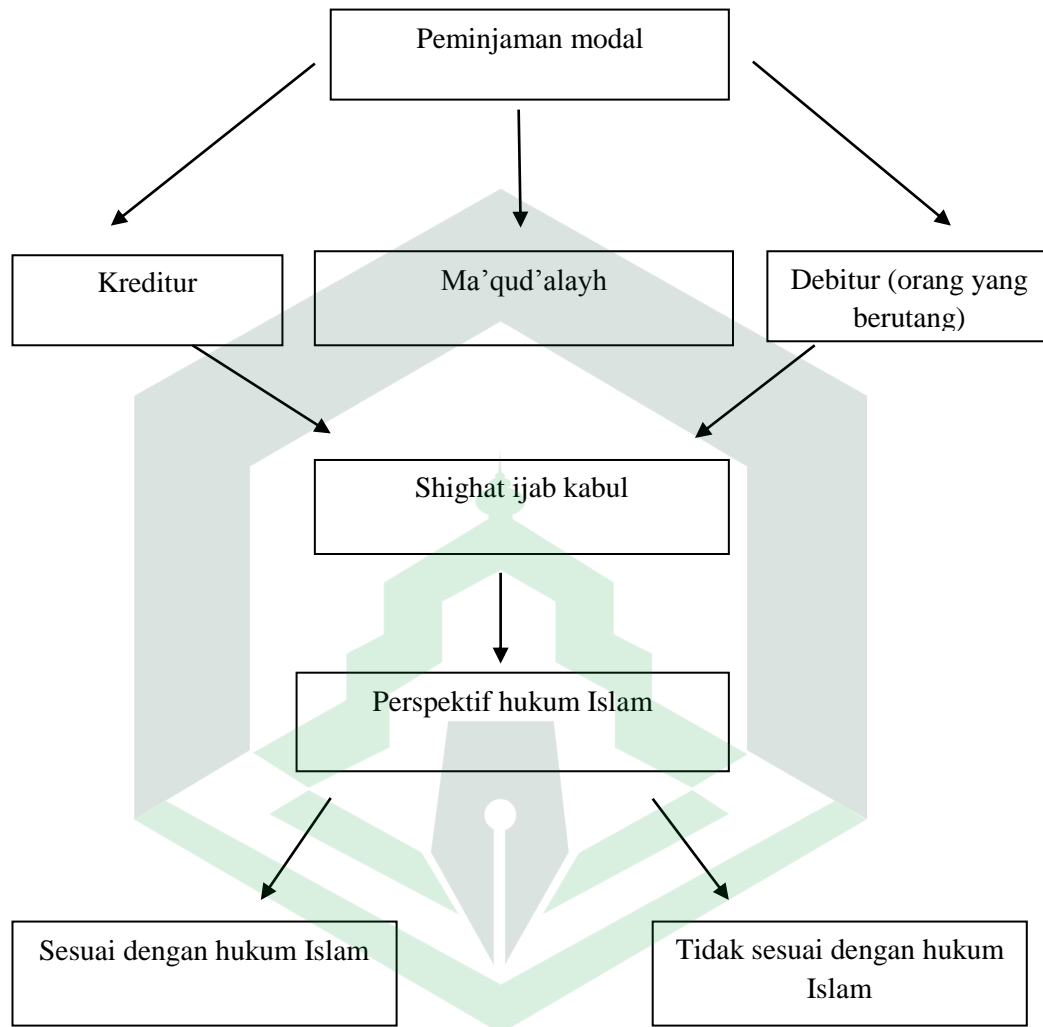 Peminjaman modal
Kreditur
Ma’qud’alayh
Debitur (orang yang
berutang)
Shighat ijab kabul
Perspektif hukum Islam
Sesuai dengan hukum Islam
Tidak sesuai dengan hukum
Islam